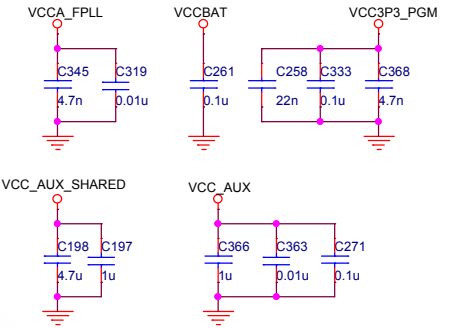 VCCA_FPLL VCCBAT VCC3P3_PGM
C345 C319 C261 C258 C333 C368
4.7n 0.01u 0.1u 22n 0.1u 4.7n
VCC_AUX_SHARED VCC_AUX
C198 C197 C366 C363 C271
4.7u 1u 1u 0.01u 0.1u